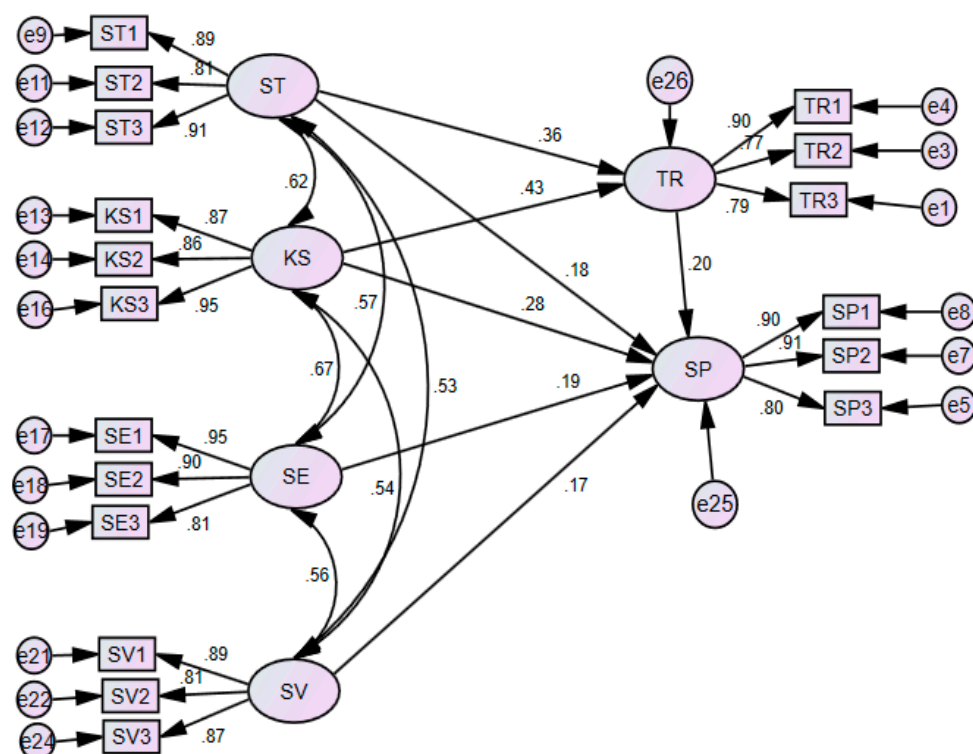 e9 ST1 .89
e11 ST2 .81
e12 ST3 .91
ST
e13 KS1 .87
e14 KS2 .86
e16 KS3 .95
KS
e17 SE1 .95
e18 SE2 .90
e19 SE3 .81
SE
e21 SV1 .89
e22 SV2 .81
e24 SV3 .87
SV
.62
.57
.67
.53
.54
.56
.36
.43
.18
.28
.19
.17
.20
e26
TR
.90 TR1 e4
.77 TR2 e3
.79 TR3 e1
SP
.90 SP1 e8
.91 SP2 e7
.80 SP3 e5
e25